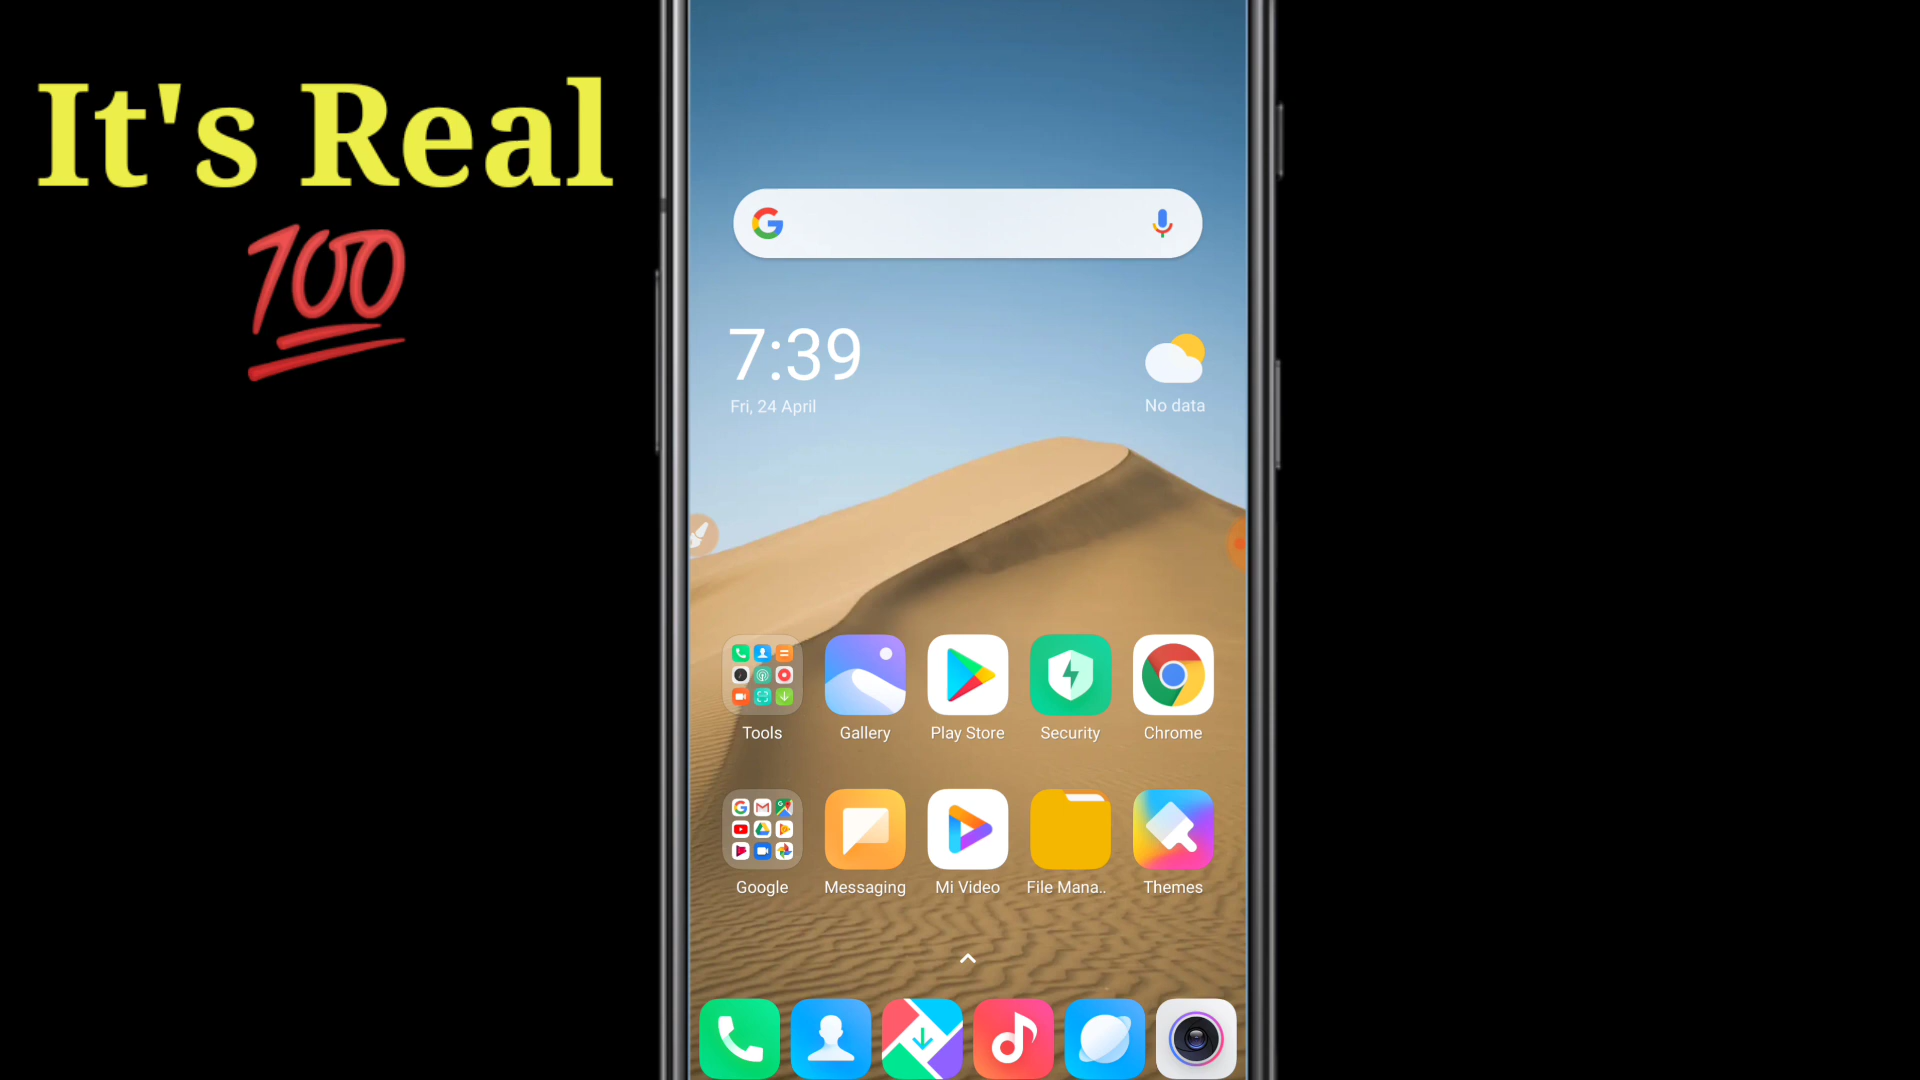 It's Real
💯
7:39
Fri, 24 April
No data
Tools
Gallery
Play Store
Security
Chrome
Google
Messaging
Mi Video
File Mana..
Themes